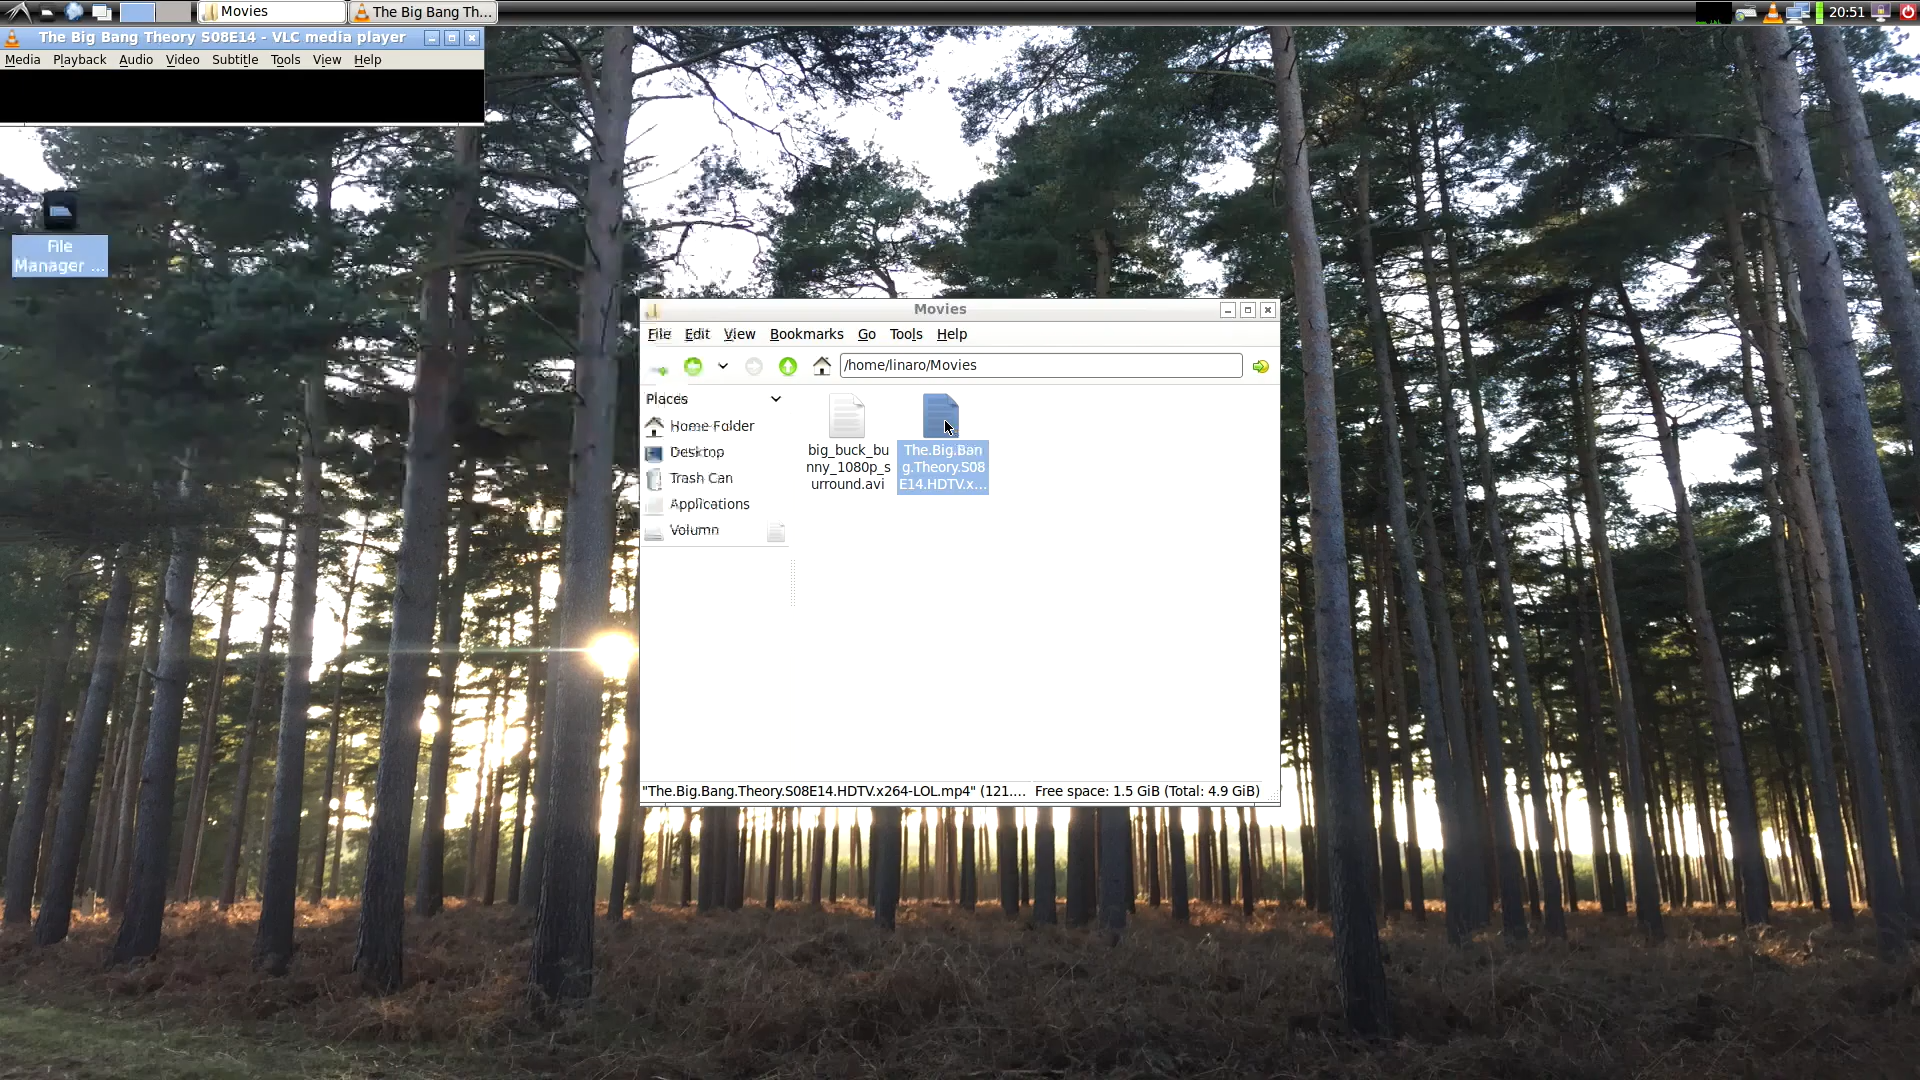 Movies
The Big Bang Th...
20:51
The Big Bang Theory S08E14 - VLC media player
Media Playback Audio Video Subtitle Tools View Help
File
Manager ...
Movies
File Edit View Bookmarks Go Tools Help
/home/linaro/Movies
Places
Home Folder
Desktop
Trash Can
Applications
Volume
big_buck_bu
nny_1080p_s
urround.avi
The.Big.Ban
g.Theory.S08
E14.HDTV.x...
"The.Big.Bang.Theory.S08E14.HDTV.x264-LOL.mp4" (121.... Free space: 1.5 GiB (Total: 4.9 GiB)